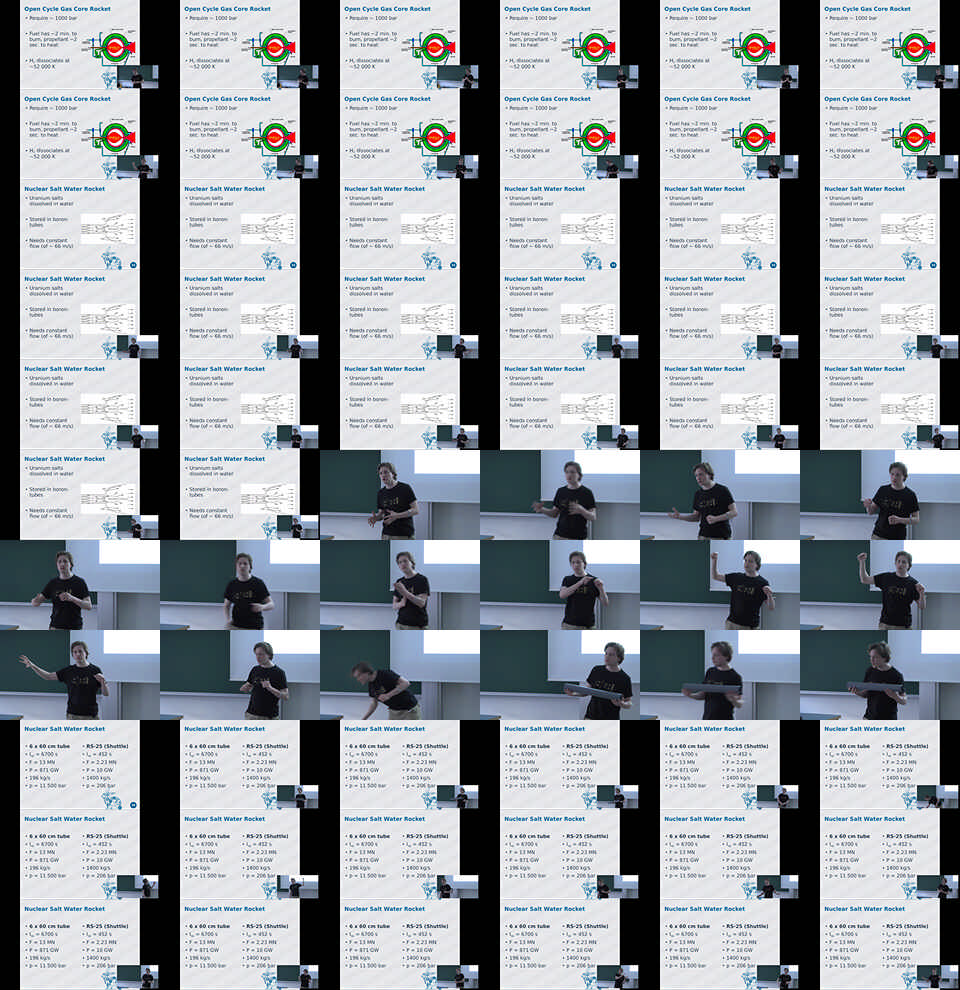 Open Cycle Gas Core Rocket
• Require ~ 1000 bar
• Fuel has ~2 min. to
burn, propellant ~2
sec. to heat
• H₂ dissociates at
~52 000 K
Nuclear Salt Water Rocket
• Uranium salts
dissolved in water
• Stored in boron-
tubes
• Needs constant
flow (of ~ 66 m/s)
Nuclear Salt Water Rocket
• 6 x 60 cm tube
• Isp = 6700 s
• F = 13 MN
• P = 871 GW
• 196 kg/s
• p = 11.500 bar
• RS-25 (Shuttle)
• Isp = 452 s
• F = 2.23 MN
• P = 10 GW
• 1400 kg/s
• p = 206 bar